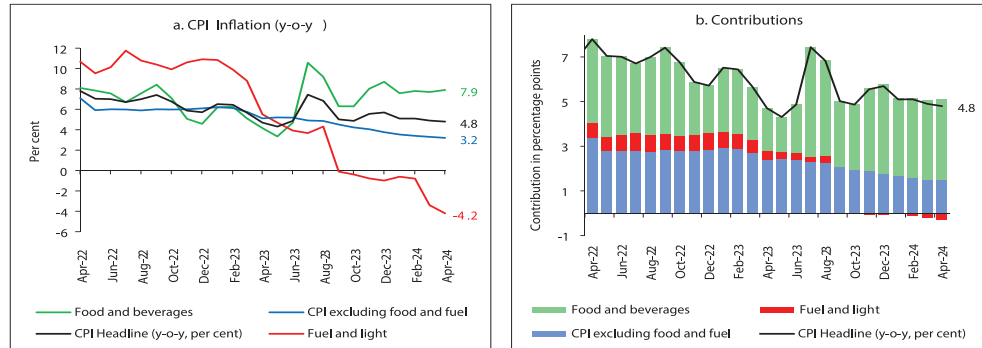 a. CPI Inflation (y-o-y )
Per cent
12
10
8
6
4
2
0
-2
-4
-6
7.9
4.8
3.2
-4.2
Apr-22
Jun-22
Aug-22
Oct-22
Dec-22
Feb-23
Apr-23
Jun-23
Aug-23
Oct-23
Dec-23
Feb-24
Apr-24
Food and beverages
CPI excluding food and fuel
CPI Headline (y-o-y, per cent)
Fuel and light
b. Contributions
Contribution in percentage points
7
5
3
1
-1
4.8
Apr-22
Jun-22
Aug-22
Oct-22
Dec-22
Feb-23
Apr-23
Jun-23
Aug-23
Oct-23
Dec-23
Feb-24
Apr-24
Food and beverages
Fuel and light
CPI excluding food and fuel
CPI Headline (y-o-y, per cent)